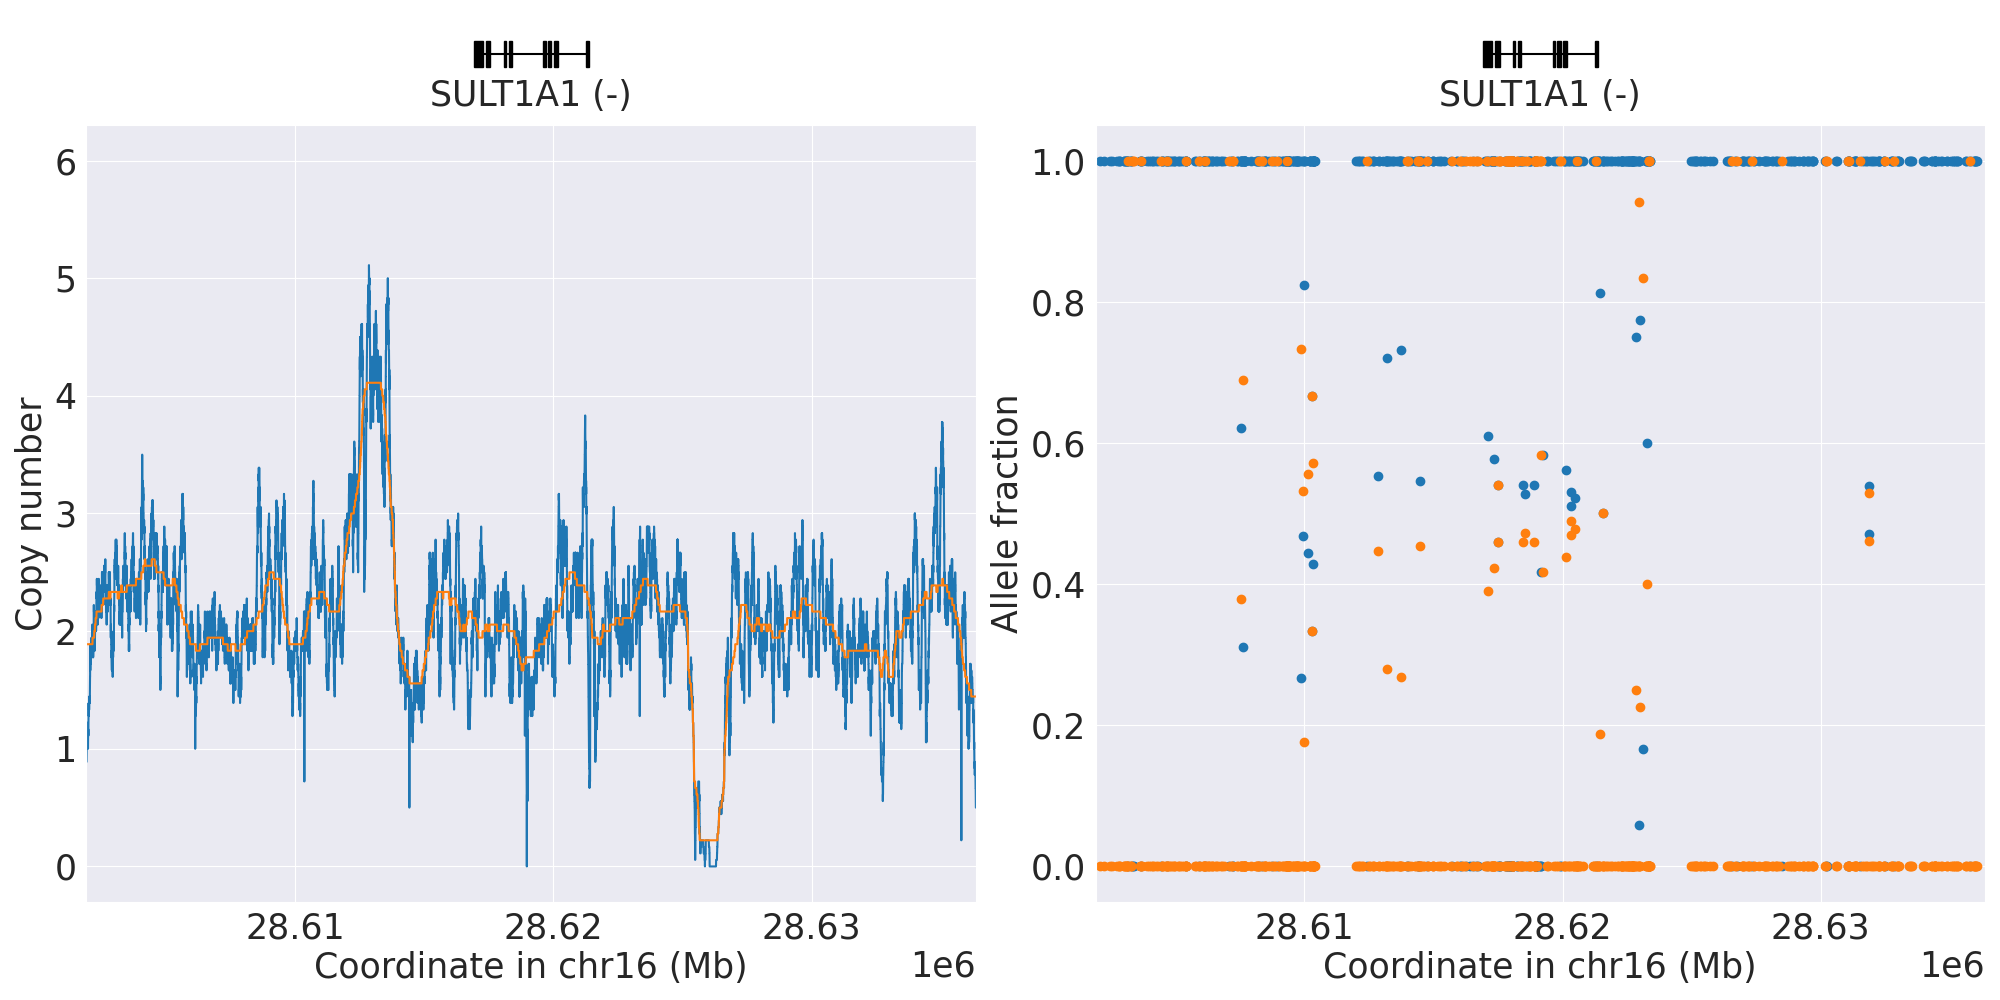 SULT1A1 (-)
6
5
4
3
2
1
0
Copy number
28.61
28.62
28.63
Coordinate in chr16 (Mb)
1e6
SULT1A1 (-)
1.0
0.8
0.6
0.4
0.2
0.0
Allele fraction
28.61
28.62
28.63
Coordinate in chr16 (Mb)
1e6